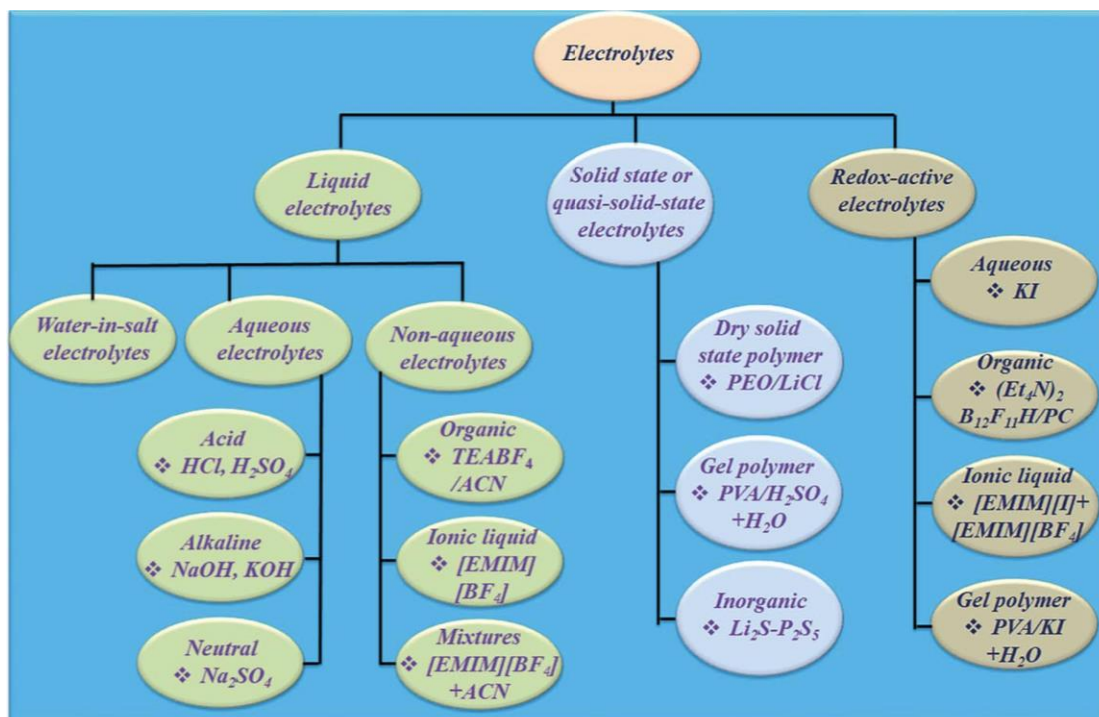 Electrolytes
Liquid
electrolytes
Solid state or
quasi-solid-state
electrolytes
Redox-active
electrolytes
Water-in-salt
electrolytes
Aqueous
electrolytes
Non-aqueous
electrolytes
Acid
❖ HCl, H₂SO₄
Alkaline
❖ NaOH, KOH
Neutral
❖ Na₂SO₄
Organic
❖ TEABF₄
/ACN
Ionic liquid
❖ [EMIM]
[BF₄]
Mixtures
❖ [EMIM][BF₄]
+ACN
Dry solid
state polymer
❖ PEO/LiCl
Gel polymer
❖ PVA/H₂SO₄
+H₂O
Inorganic
❖ Li₂S-P₂S₅
Aqueous
❖ KI
Organic
❖ (Et₄N)₂
B₁₂F₁₁H/PC
Ionic liquid
❖ [EMIM][I]+
[EMIM][BF₄]
Gel polymer
❖ PVA/KI
+H₂O